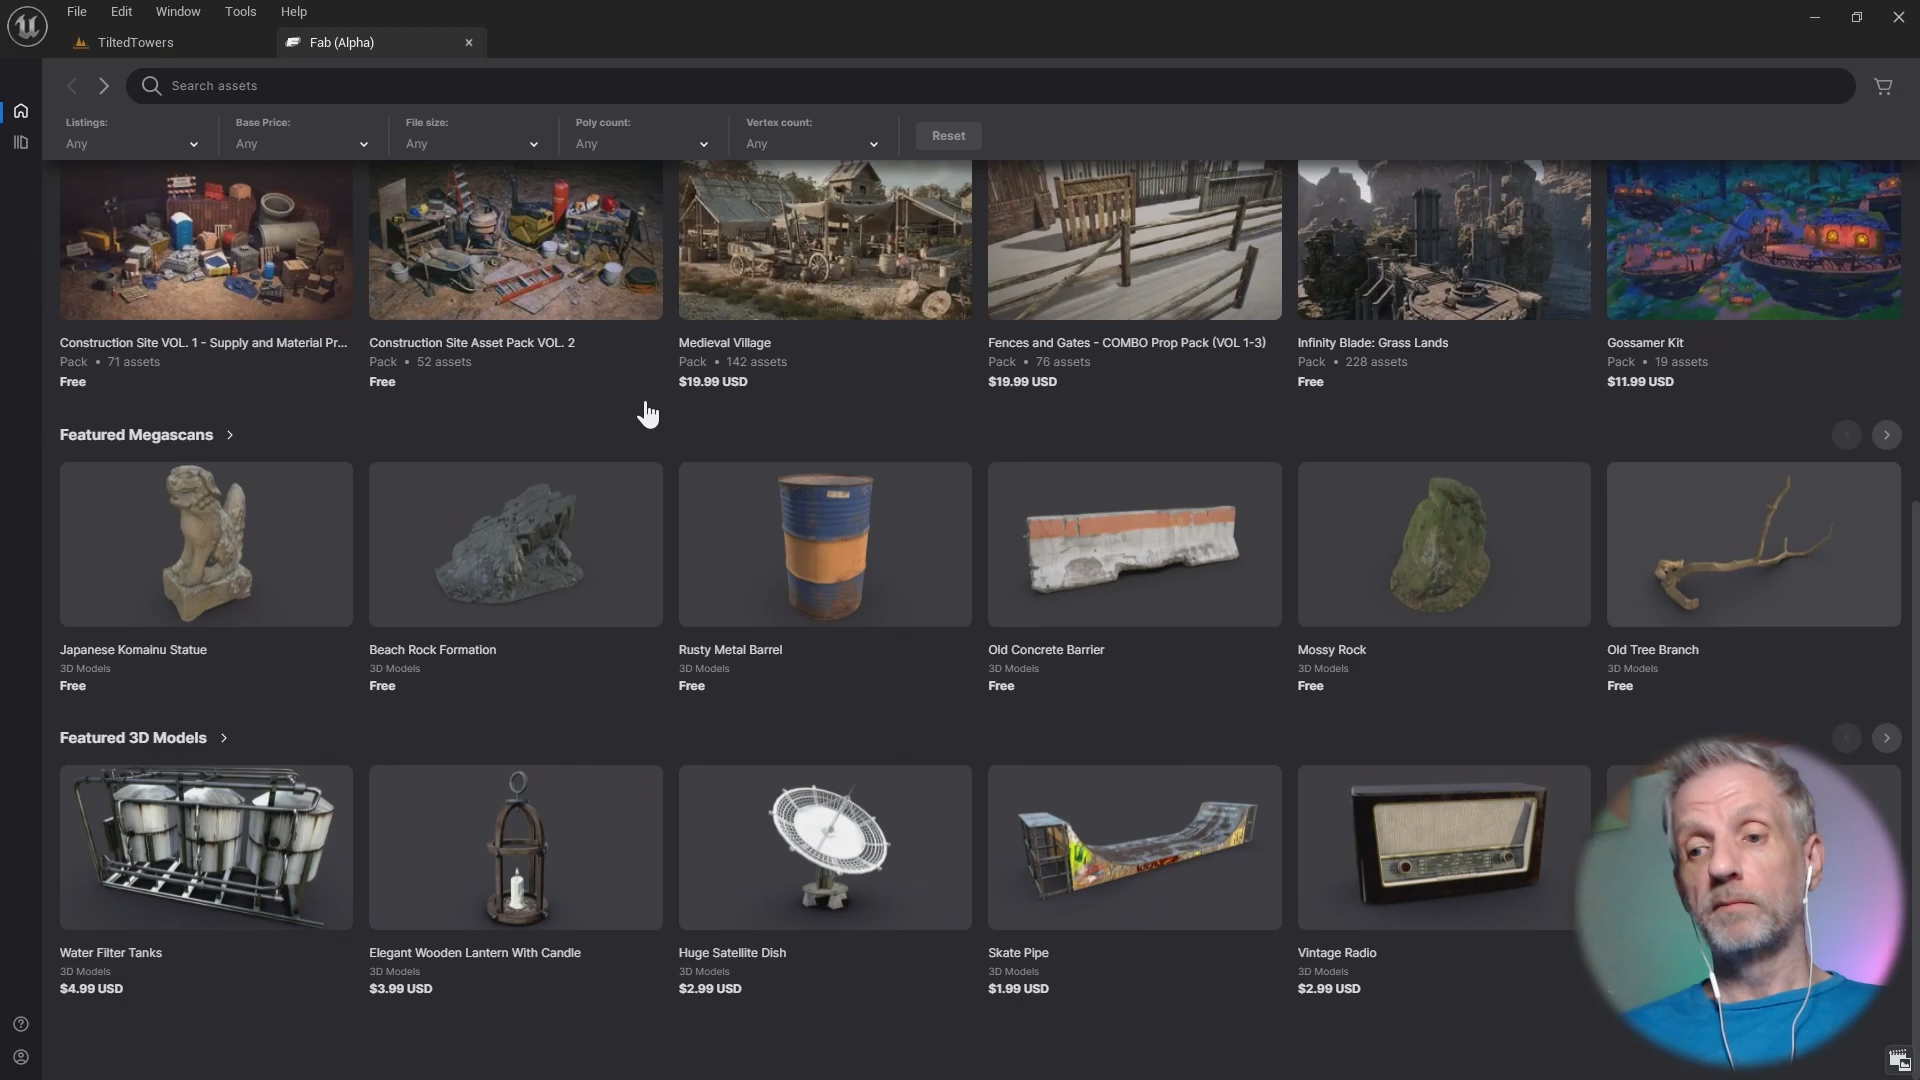 File Edit Window Tools Help
TiltedTowers Fab (Alpha)
Search assets
Listings: Base Price: File size: Poly count: Vertex count:
Any Any Any Any Any Reset
Construction Site VOL. 1 - Supply and Material Pr... Construction Site Asset Pack VOL. 2 Medieval Village Fences and Gates - COMBO Prop Pack (VOL 1-3) Infinity Blade: Grass Lands Gossamer Kit
Pack • 71 assets Pack • 52 assets Pack • 142 assets Pack • 76 assets Pack • 228 assets Pack • 19 assets
Free Free $19.99 USD $19.99 USD Free $11.99 USD
Featured Megascans
Japanese Komainu Statue Beach Rock Formation Rusty Metal Barrel Old Concrete Barrier Mossy Rock Old Tree Branch
3D Models 3D Models 3D Models 3D Models 3D Models 3D Models
Free Free Free Free Free Free
Featured 3D Models
Water Filter Tanks Elegant Wooden Lantern With Candle Huge Satellite Dish Skate Pipe Vintage Radio
3D Models 3D Models 3D Models 3D Models 3D Models
$4.99 USD $3.99 USD $2.99 USD $1.99 USD $2.99 USD